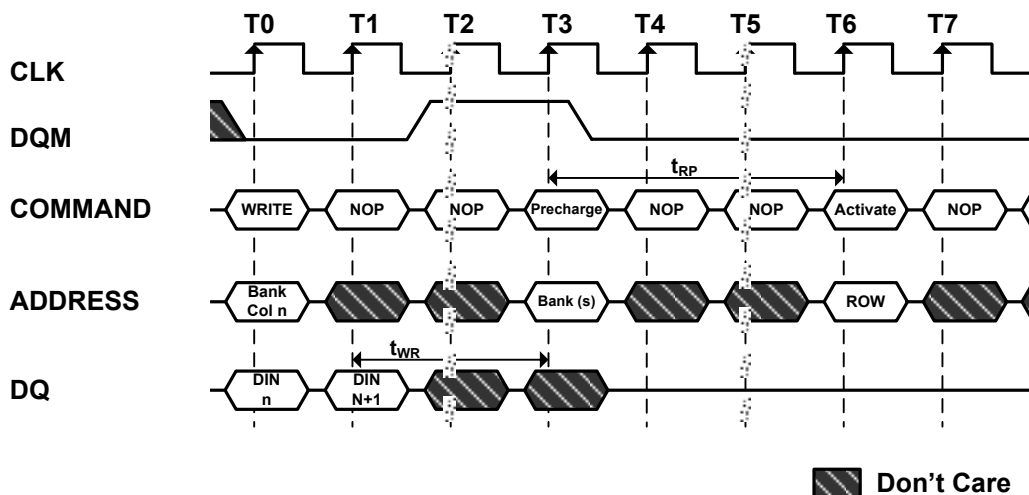 T0 T1 T2 T3 T4 T5 T6 T7
CLK
DQM
tRP
COMMAND WRITE NOP NOP Precharge NOP NOP Activate NOP
ADDRESS Bank Col n Bank (s) ROW
tWR
DQ DIN n DIN N+1
Don't Care